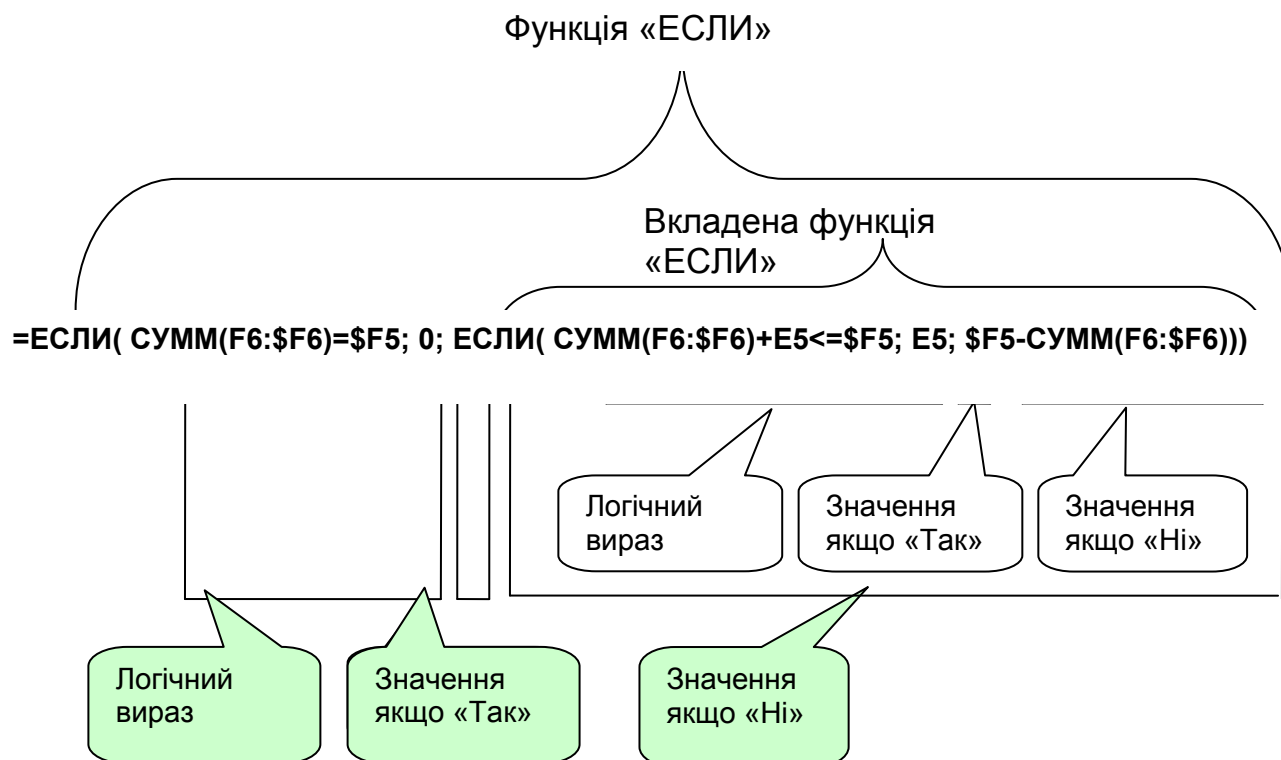 Функція «ЕСЛИ»
Вкладена функція
«ЕСЛИ»
=ЕСЛИ( СУММ(F6:$F6)=$F5; 0; ЕСЛИ( СУММ(F6:$F6)+E5<=$F5; E5; $F5-СУММ(F6:$F6)))
Логічний
вираз
Значення
якщо «Так»
Значення
якщо «Ні»
Логічний
вираз
Значення
якщо «Так»
Значення
якщо «Ні»